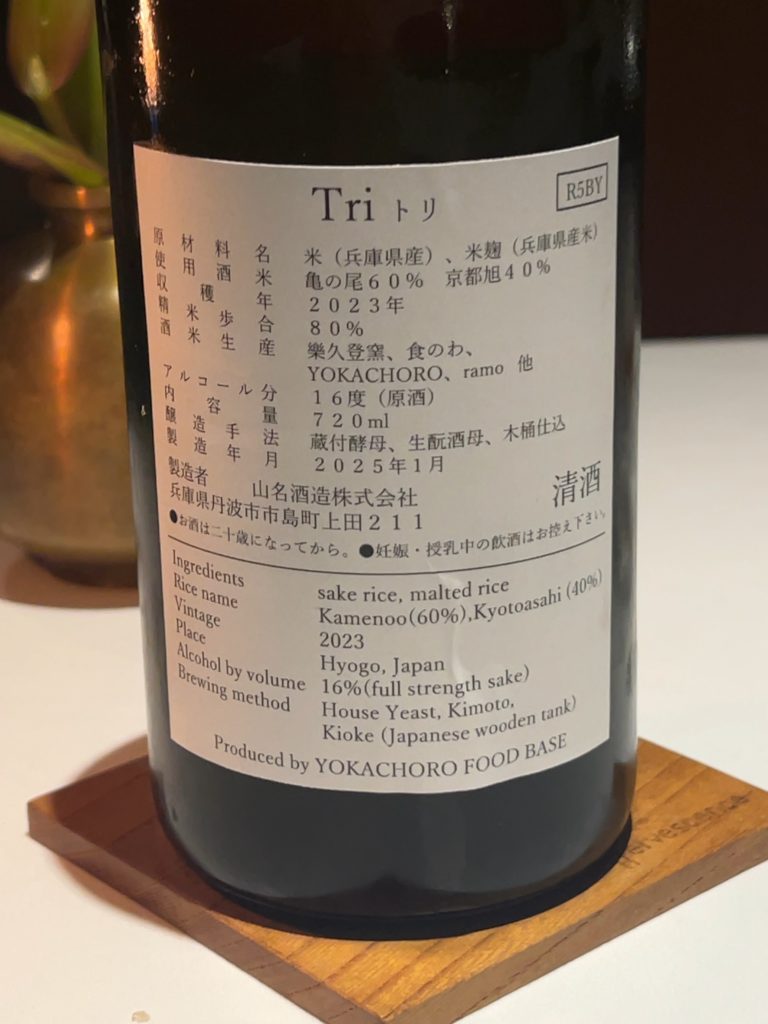 Tri トリ
R5BY
原材料名 米（兵庫県産）、米麹（兵庫県産米）
使用酒米 亀の尾６０％ 京都旭４０％
収穫年 ２０２３年
精米歩合 ８０％
酒米生産 樂久登窯、食のわ、
YOKACHORO、ramo 他
アルコール分 １６度（原酒）
内容量 ７２０ml
醸造手法 蔵付酵母、生酛酒母、木桶仕込
製造年月 ２０２５年１月
製造者 山名酒造株式会社
兵庫県丹波市市島町上田２１１
清酒
●お酒は二十歳になってから。●妊娠・授乳中の飲酒はお控え下さい。
Ingredients sake rice, malted rice
Rice name Kamenoo(60%),Kyotoasahi (40%)
Vintage 2023
Place Hyogo, Japan
Alcohol by volume 16%(full strength sake)
Brewing method House Yeast, Kimoto,
Kioke (Japanese wooden tank)
Produced by YOKACHORO FOOD BASE